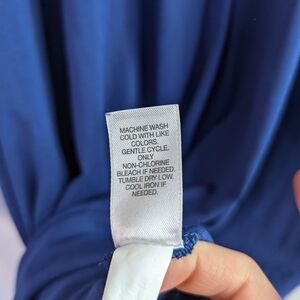 MACHINE WASH
COLD WITH LIKE
COLORS.
GENTLE CYCLE.
ONLY
NON-CHLORINE
BLEACH IF NEEDED.
TUMBLE DRY LOW.
COOL IRON IF
NEEDED.